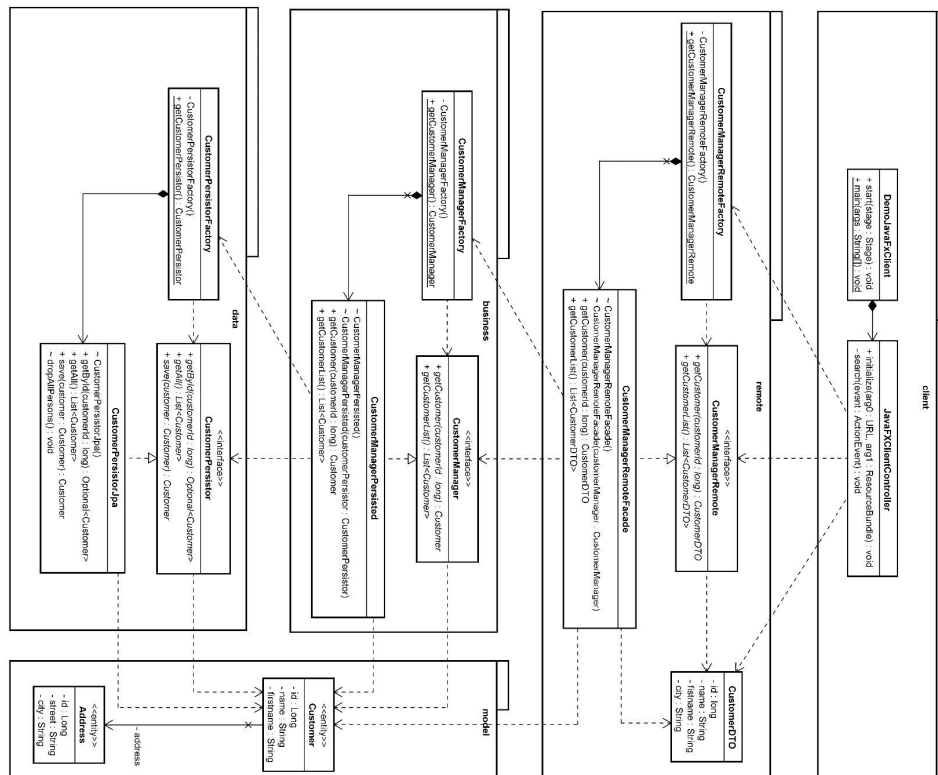 client
DemoJavaFxClient
+ start(stage : Stage) : void
+ main(args : String[]) : void
JavaFXClientController
+ initialize(arg0 : URL, arg1 : ResourceBundle) : void
- search(event : ActionEvent) : void
remote
CustomerManagerRemoteFactory
- CustomerManagerRemoteFactory()
+ getCustomerManagerRemote() : CustomerManagerRemote
<<interface>>
CustomerManagerRemote
+ getCustomer(customerId : long) : CustomerDTO
+ getCustomerList() : List<CustomerDTO>
CustomerDTO
- id : long
- name : String
- fistname : String
- city : String
CustomerManagerRemoteFacade
~ CustomerManagerRemoteFacade()
~ CustomerManagerRemoteFacade(customerManager : CustomerManager)
+ getCustomer(customerId : long) : CustomerDTO
+ getCustomerList() : List<CustomerDTO>
business
CustomerManagerFactory
- CustomerManagerFactory()
+ getCustomerManager() : CustomerManager
<<interface>>
CustomerManager
+ getCustomer(customerId : long) : Customer
+ getCustomerList() : List<Customer>
CustomerManagerPersisted
~ CustomerManagerPersisted()
~ CustomerManagerPersisted(customerPersistor : CustomerPersistor)
+ getCustomer(customerId : long) : Customer
+ getCustomerList() : List<Customer>
model
<<entity>>
Customer
- id : Long
- name : String
- firstname : String
- address
<<entity>>
Address
- id : Long
- street : String
- city : String
data
CustomerPersistorFactory
- CustomerPersistorFactory()
+ getCustomerPersistor() : CustomerPersistor
<<interface>>
CustomerPersistor
+ getById(customerId : long) : Optional<Customer>
+ getAll() : List<Customer>
+ save(customer : Customer) : Customer
CustomerPersistorJpa
~ CustomerPersistorJpa()
+ getById(customerId : long) : Optional<Customer>
+ getAll() : List<Customer>
+ save(customer : Customer) : Customer
~ dropAllPersons() : void